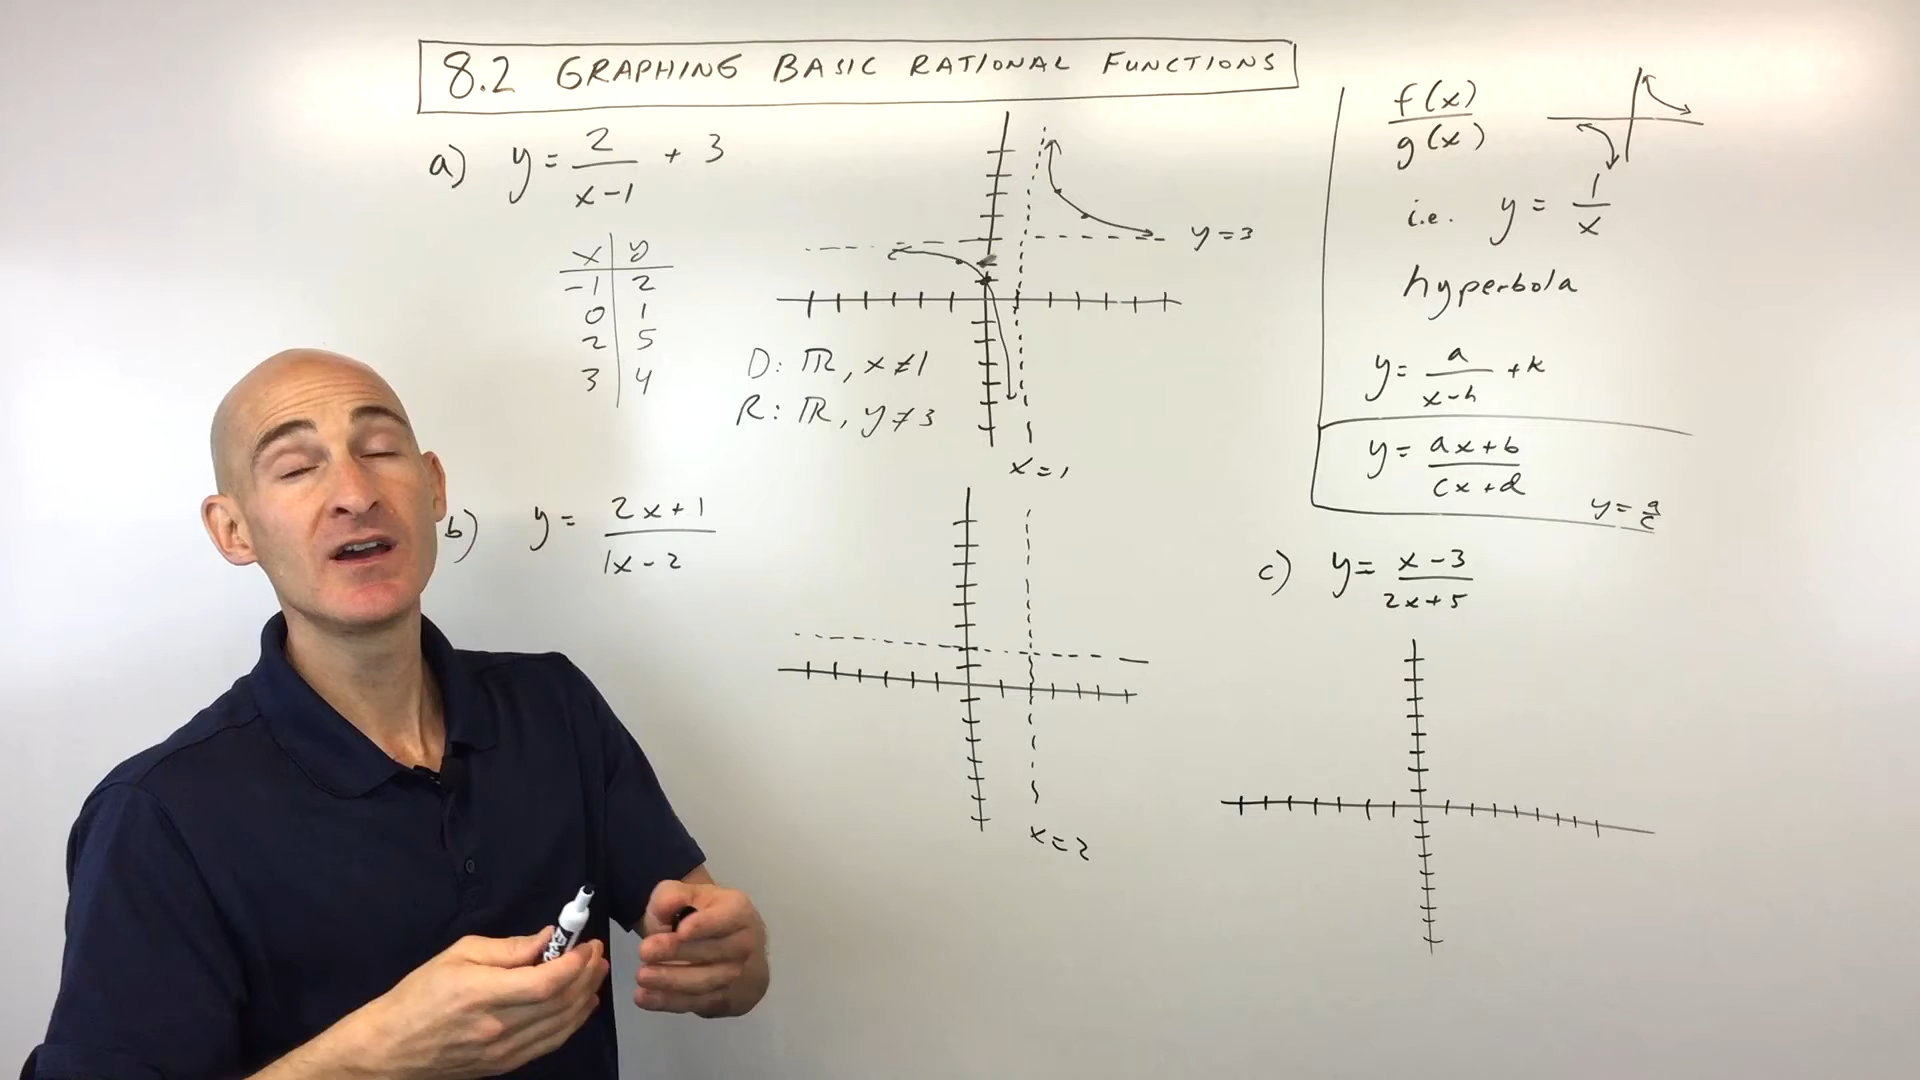 8.2 GRAPHING BASIC RATIONAL FUNCTIONS
a) y = 2/(x-1) + 3
x | y
-1 | 2
0 | 1
2 | 5
3 | 4
y = 3
D: ℝ, x ≠ 1
R: ℝ, y ≠ 3
x = 1
b) y = (2x+1)/(1x-2)
x = 2
f(x)/g(x)
i.e. y = 1/x
hyperbola
y = a/(x-h) + k
y = (ax+b)/(cx+d)
y = a/c
c) y = (x-3)/(2x+5)